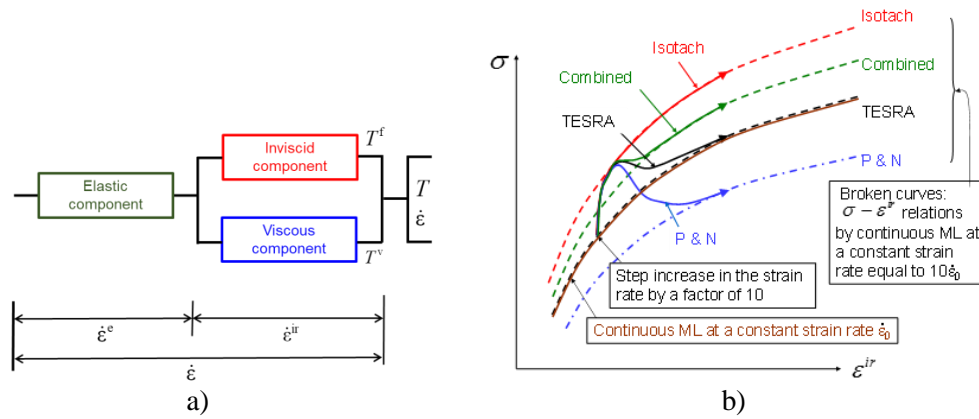 Elastic
component
Inviscid
component
Viscous
component
T^f
T^v
T
ε̇
ε̇^e
ε̇^ir
ε̇
a)
σ
Isotach
Combined
TESRA
Isotach
Combined
TESRA
P & N
P & N
Step increase in the strain
rate by a factor of 10
Continuous ML at a constant strain rate ε̇₀
Broken curves:
σ − ε^ir relations
by continuous ML at
a constant strain
rate equal to 10ε̇₀
ε^ir
b)